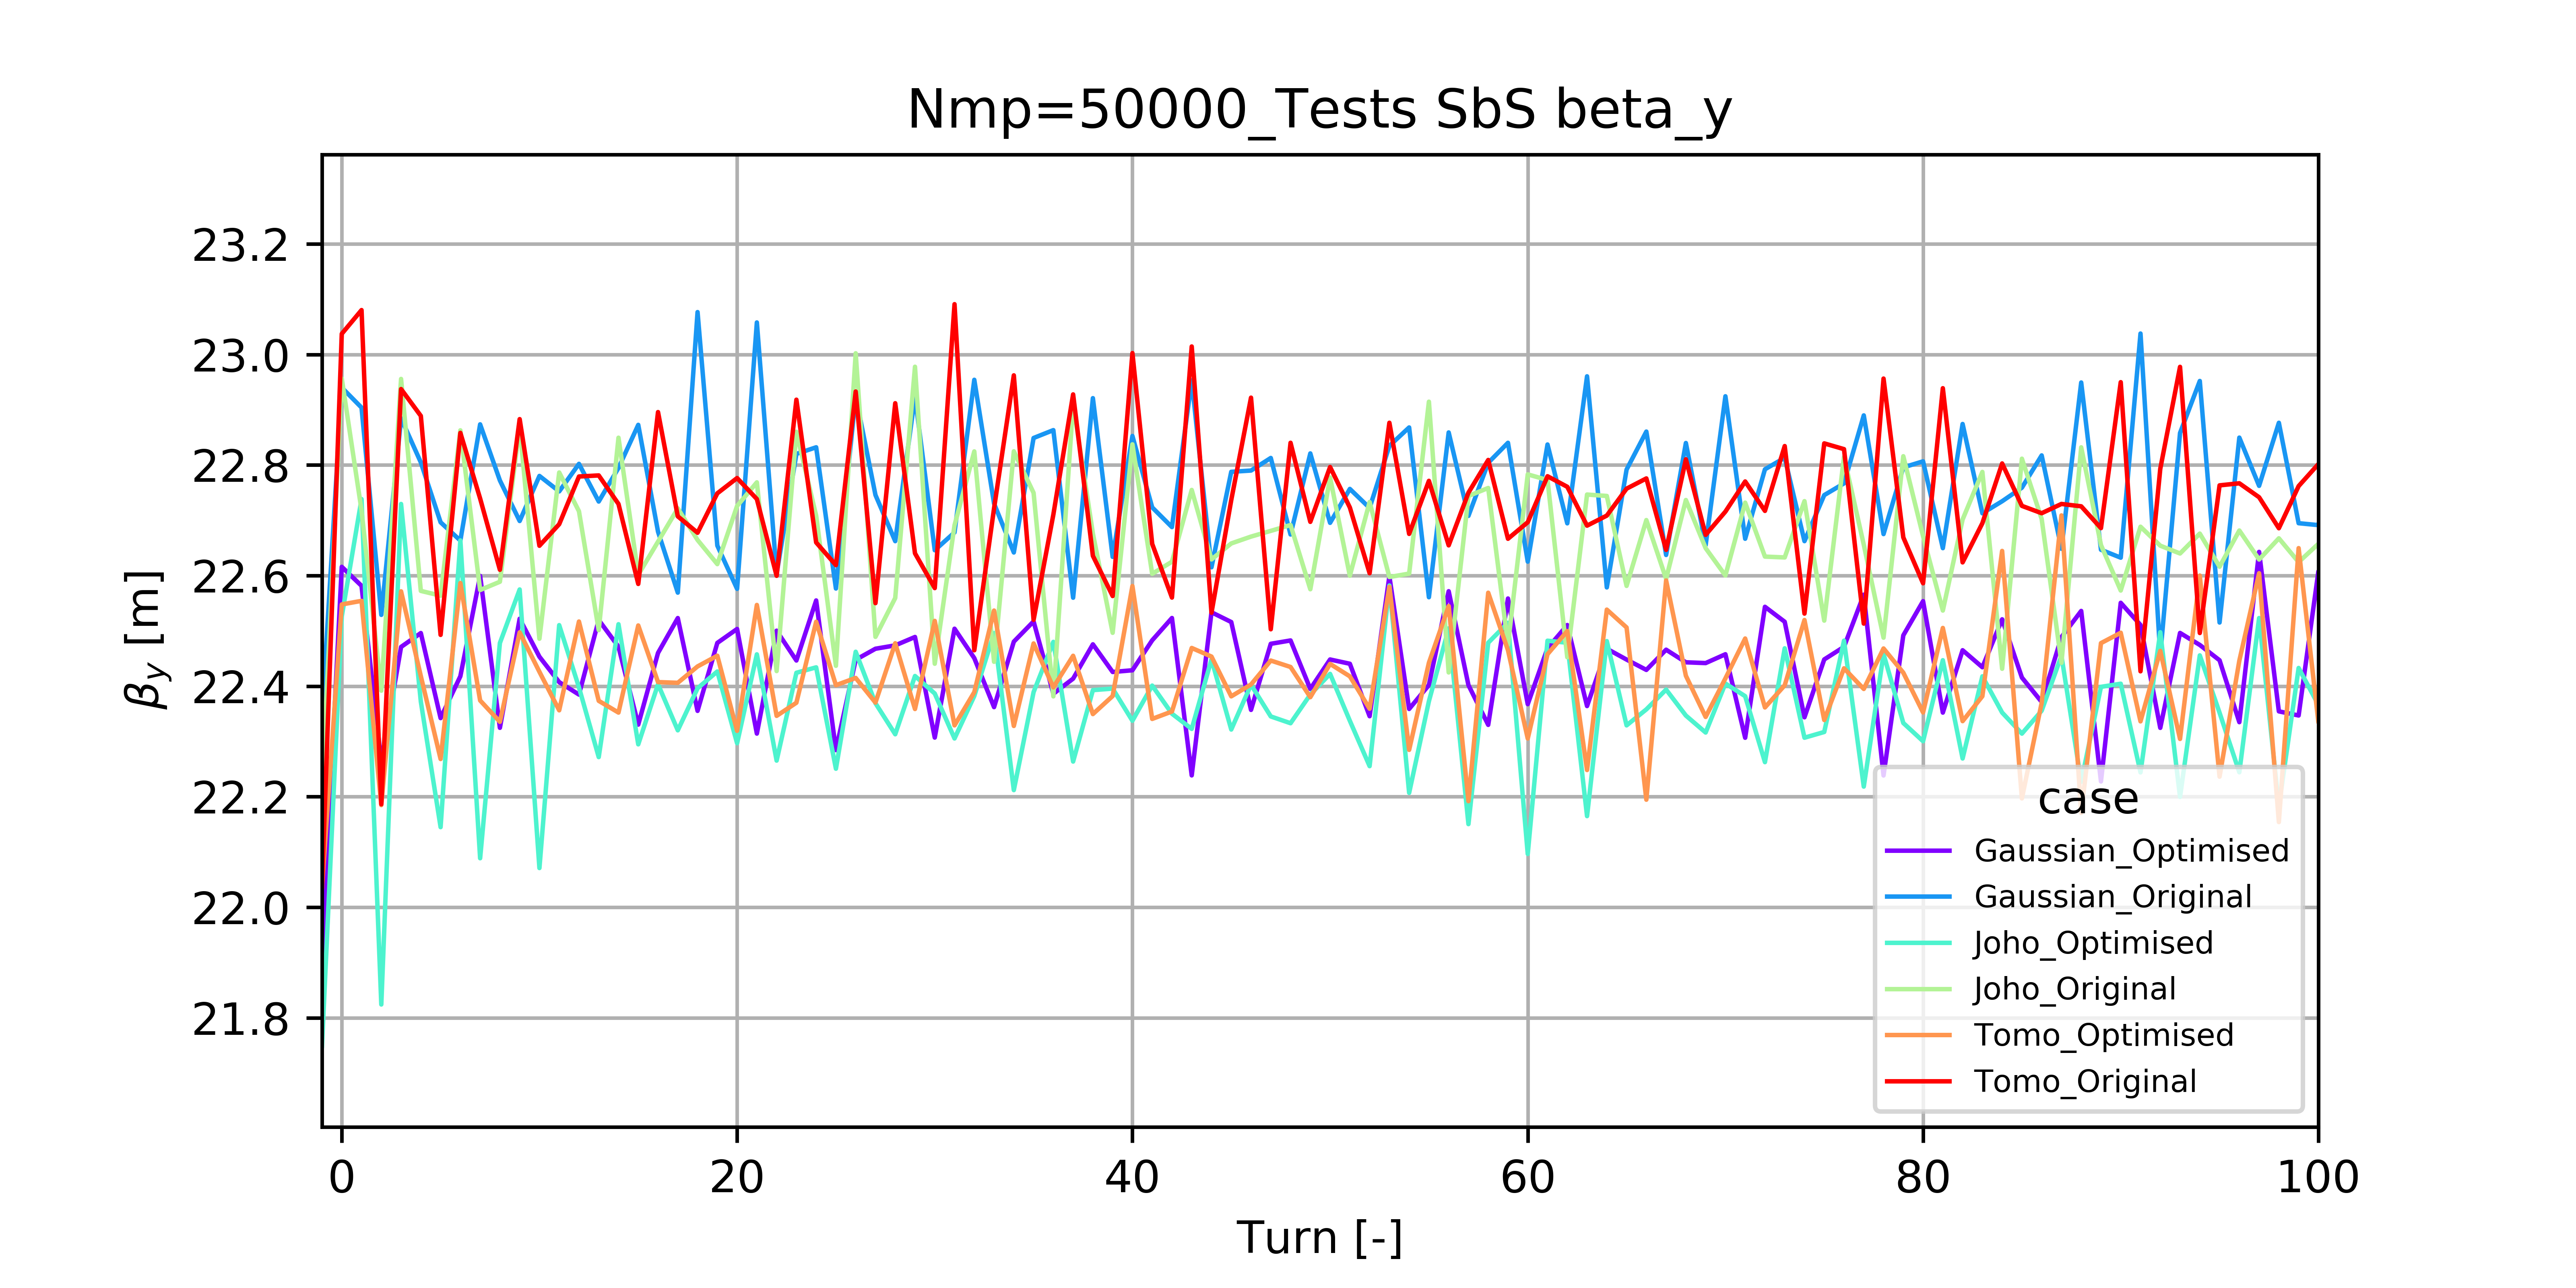 Nmp=50000_Tests SbS beta_y
23.2
23.0
22.8
22.6
22.4
22.2
22.0
21.8
βy [m]
0 20 40 60 80 100
Turn [-]
case
Gaussian_Optimised
Gaussian_Original
Joho_Optimised
Joho_Original
Tomo_Optimised
Tomo_Original